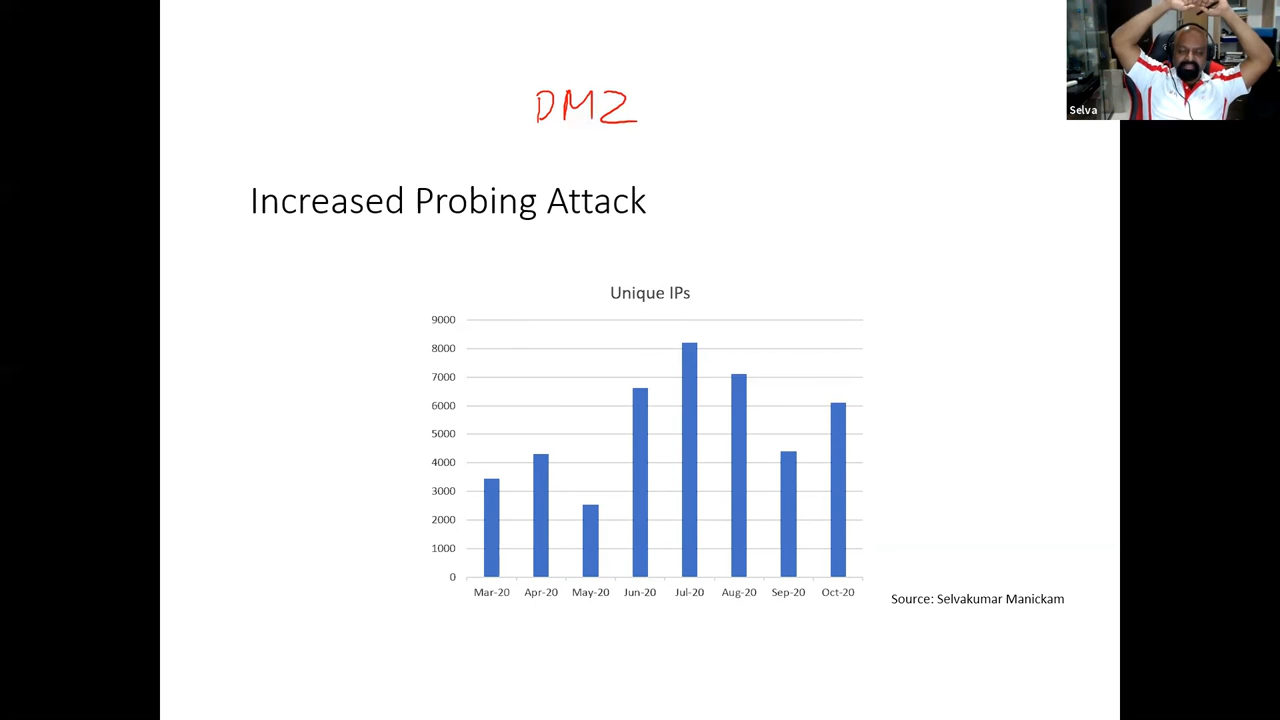 Selva
DMZ
Increased Probing Attack
Unique IPs
9000
8000
7000
6000
5000
4000
3000
2000
1000
0
Mar-20 Apr-20 May-20 Jun-20 Jul-20 Aug-20 Sep-20 Oct-20
Source: Selvakumar Manickam